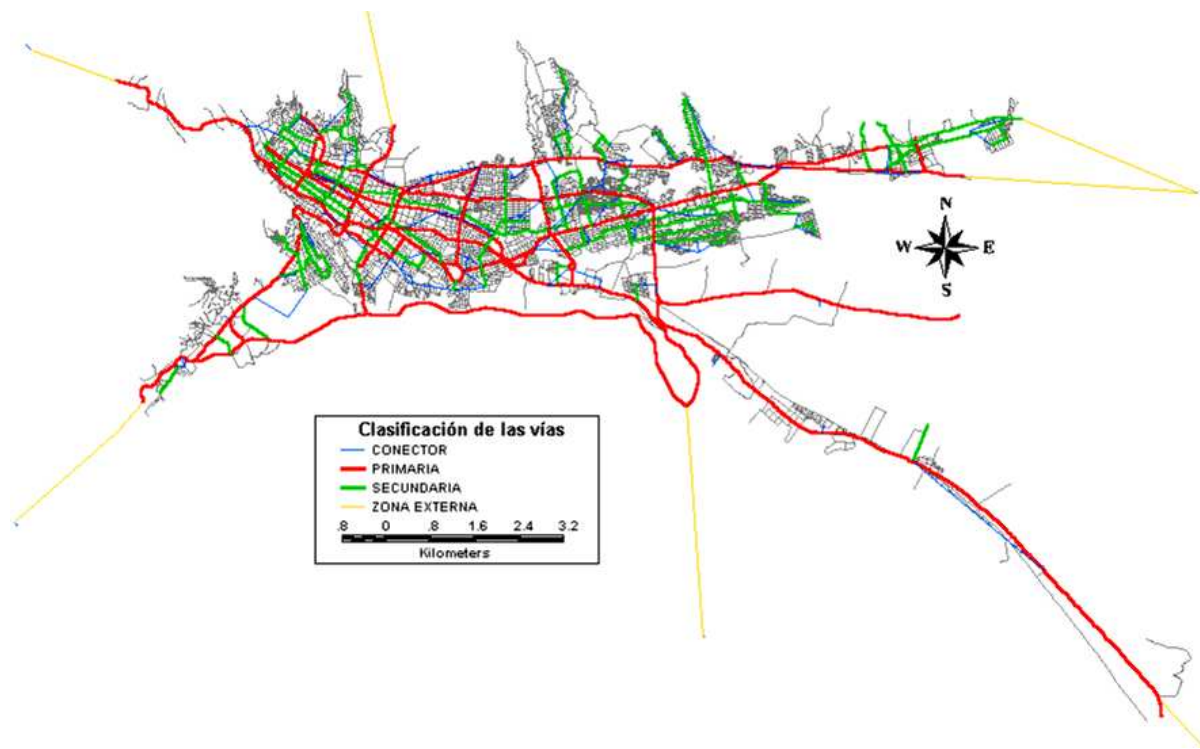 N
W E
S
Clasificación de las vías
CONECTOR
PRIMARIA
SECUNDARIA
ZONA EXTERNA
.8 0 .8 1.6 2.4 3.2
Kilometers